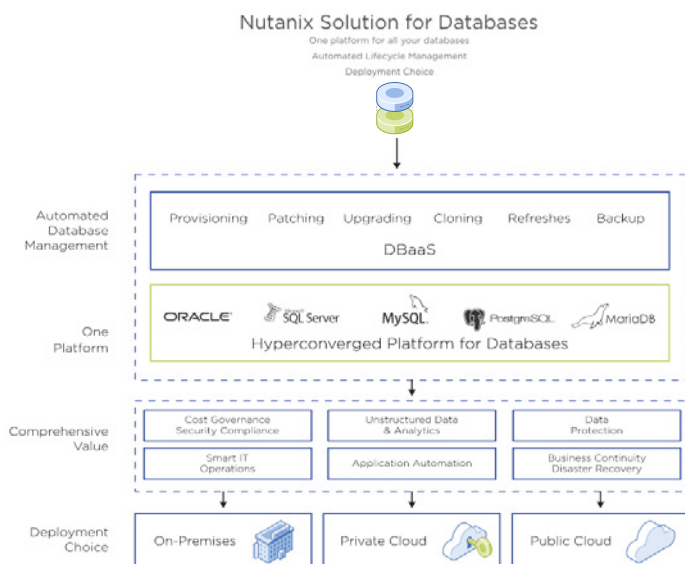 Nutanix Solution for Databases
One platform for all your databases
Automated Lifecycle Management
Deployment Choice
Automated
Database
Management
Provisioning Patching Upgrading Cloning Refreshes Backup
DBaaS
One
Platform
ORACLE SQL Server MySQL PostgreSQL MariaDB
Hyperconverged Platform for Databases
Comprehensive
Value
Cost Governance
Security Compliance
Unstructured Data
& Analytics
Data
Protection
Smart IT
Operations
Application Automation
Business Continuity
Disaster Recovery
Deployment
Choice
On-Premises
Private Cloud
Public Cloud